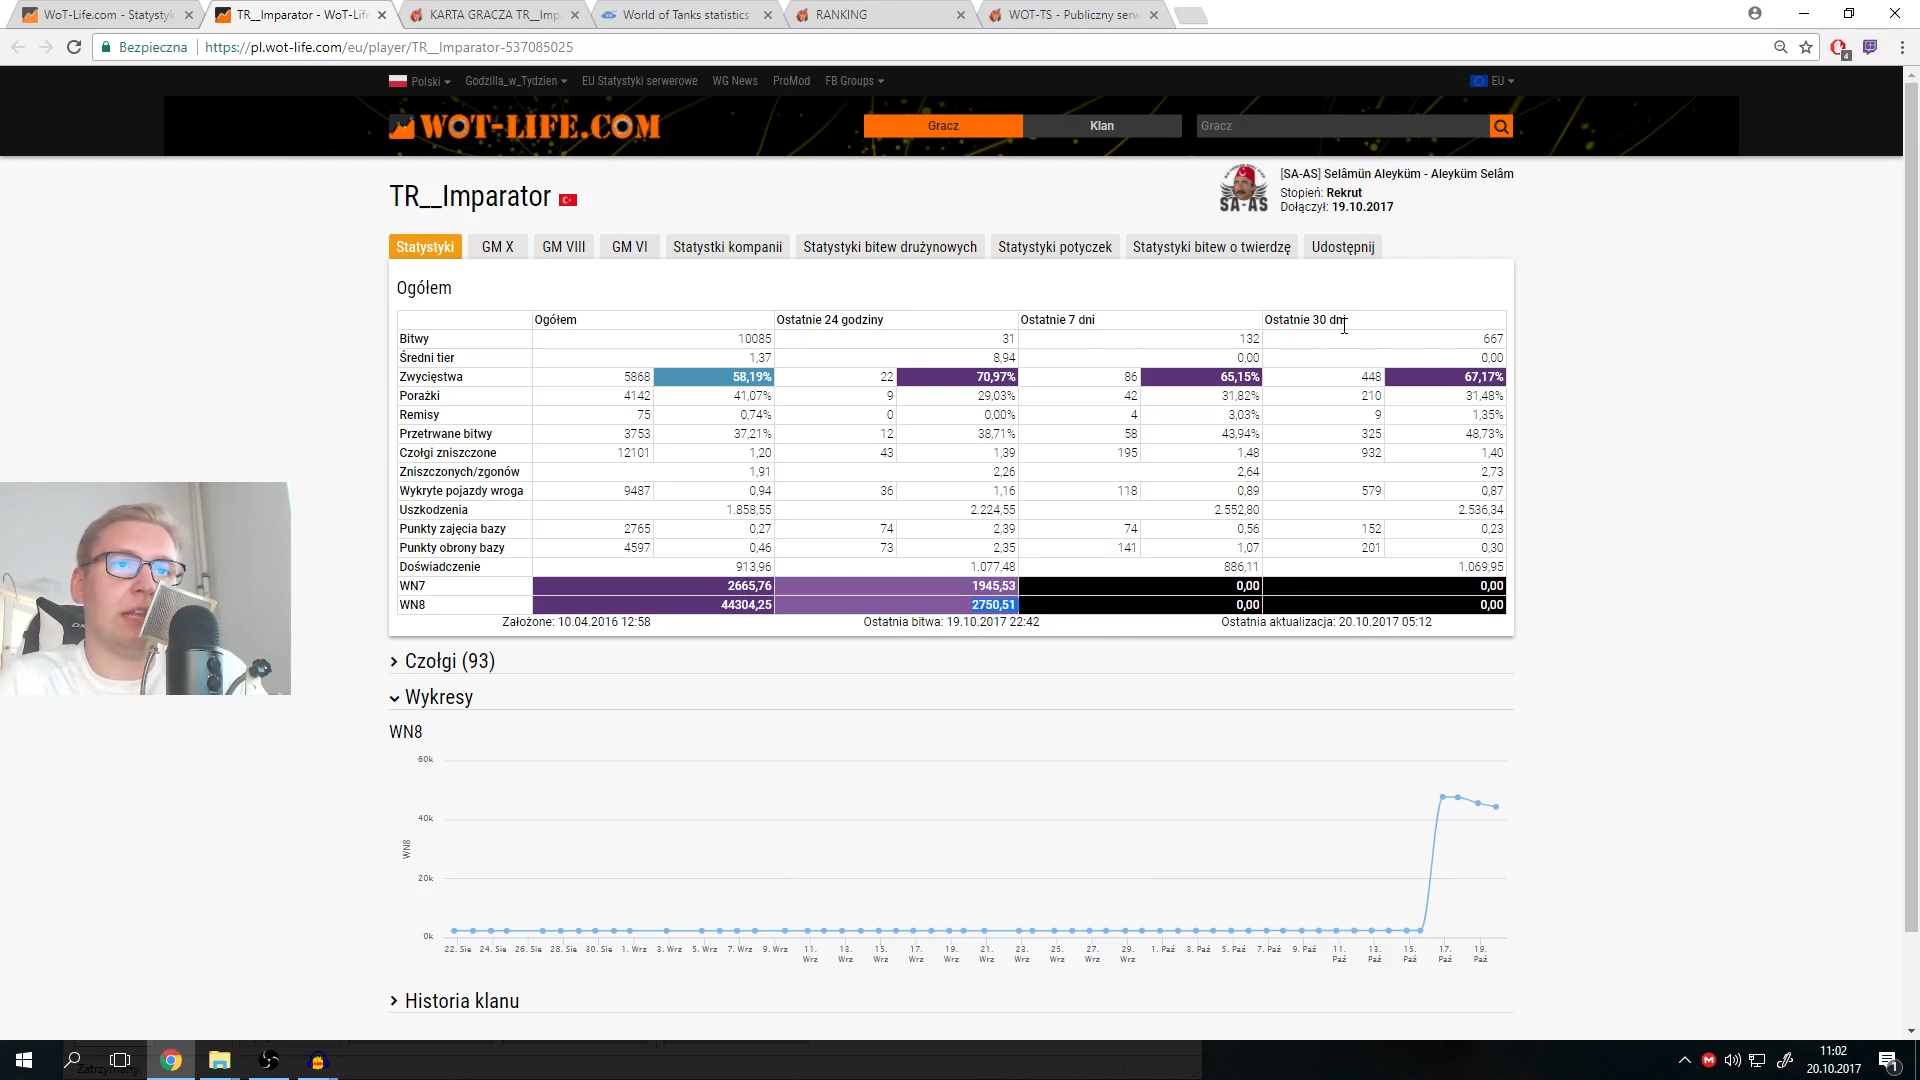 WoT-Life.com - Statystyk
TR__Imparator - WoT-Life
KARTA GRACZA TR__Imp
World of Tanks statistics
RANKING
WOT-TS - Publiczny serw
Bezpieczna
https://pl.wot-life.com/eu/player/TR__Imparator-537085025
4
Polski
Godzilla_w_Tydzien
EU Statystyki serwerowe
WG News
ProMod
FB Groups
EU
WOT-LIFE.COM
Gracz
Klan
Gracz
TR__Imparator
SA-AS
[SA-AS] Selâmün Aleyküm - Aleyküm Selâm
Stopień: Rekrut
Dołączył: 19.10.2017
Statystyki
GM X
GM VIII
GM VI
Statystki kompanii
Statystyki bitew drużynowych
Statystyki potyczek
Statystyki bitew o twierdzę
Udostępnij
Ogółem
Ogółem Ostatnie 24 godziny Ostatnie 7 dni Ostatnie 30 dni
Bitwy 10085 31 132 667
Średni tier 1,37 8,94 0,00 0,00
Zwycięstwa 5868 58,19% 22 70,97% 86 65,15% 448 67,17%
Porażki 4142 41,07% 9 29,03% 42 31,82% 210 31,48%
Remisy 75 0,74% 0 0,00% 4 3,03% 9 1,35%
Przetrwane bitwy 3753 37,21% 12 38,71% 58 43,94% 325 48,73%
Czołgi zniszczone 12101 1,20 43 1,39 195 1,48 932 1,40
Zniszczonych/zgonów 1,91 2,26 2,64 2,73
Wykryte pojazdy wroga 9487 0,94 36 1,16 118 0,89 579 0,87
Uszkodzenia 1.858,55 2.224,55 2.552,80 2.536,34
Punkty zajęcia bazy 2765 0,27 74 2,39 74 0,56 152 0,23
Punkty obrony bazy 4597 0,46 73 2,35 141 1,07 201 0,30
Doświadczenie 913,96 1.077,48 886,11 1.069,95
WN7 2665,76 1945,53 0,00 0,00
WN8 44304,25 2750,51 0,00 0,00
Założone: 10.04.2016 12:58 Ostatnia bitwa: 19.10.2017 22:42 Ostatnia aktualizacja: 20.10.2017 05:12
Czołgi (93)
Wykresy
WN8
60k
40k
20k
0k
WN8
22. Sie 24. Sie 26. Sie 28. Sie 30. Sie 1. Wrz 3. Wrz 5. Wrz 7. Wrz 9. Wrz 11. Wrz 13. Wrz 15. Wrz 17. Wrz 19. Wrz 21. Wrz 23. Wrz 25. Wrz 27. Wrz 29. Wrz 1. Paź 3. Paź 5. Paź 7. Paź 9. Paź 11. Paź 13. Paź 15. Paź 17. Paź 19. Paź
Historia klanu
Zatrzymany.
11:02
20.10.2017
1